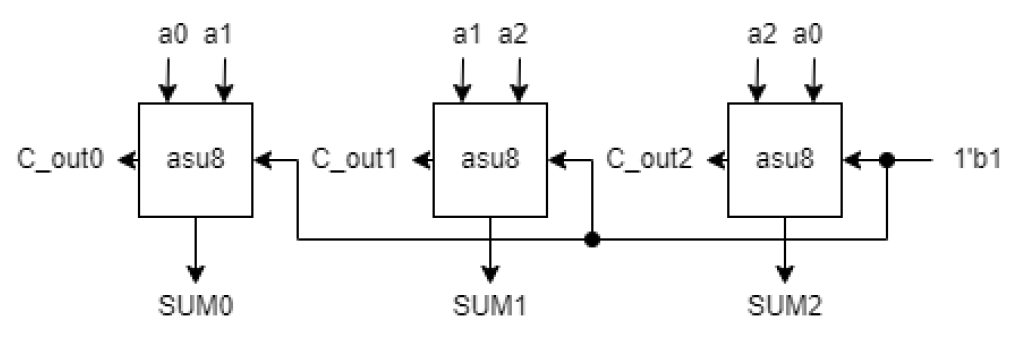 a0 a1 a1 a2 a2 a0
C_out0 asu8 C_out1 asu8 C_out2 asu8 1'b1
SUM0 SUM1 SUM2